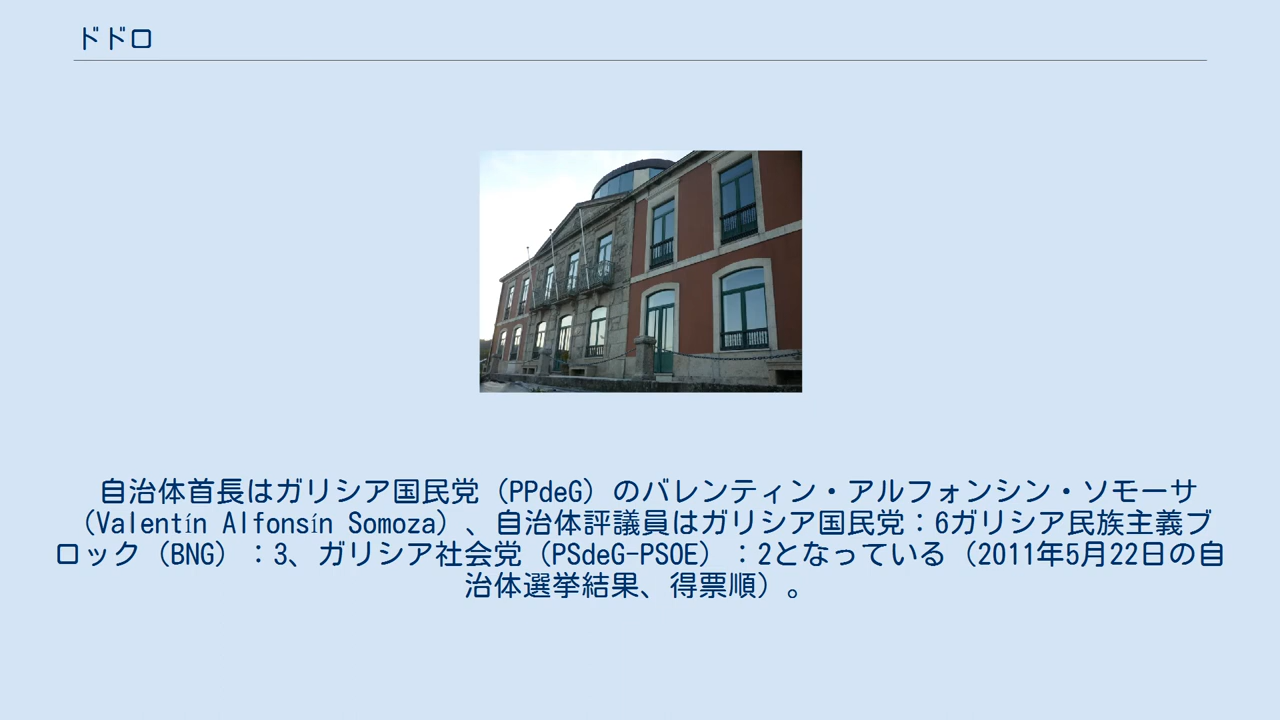 ドドロ
自治体首長はガリシア国民党（PPdeG）のバレンティン・アルフォンシン・ソモーサ
（Valentín Alfonsín Somoza）、自治体評議員はガリシア国民党：6ガリシア民族主義ブ
ロック（BNG）：3、ガリシア社会党（PSdeG-PSOE）：2となっている（2011年5月22日の自
治体選挙結果、得票順）。